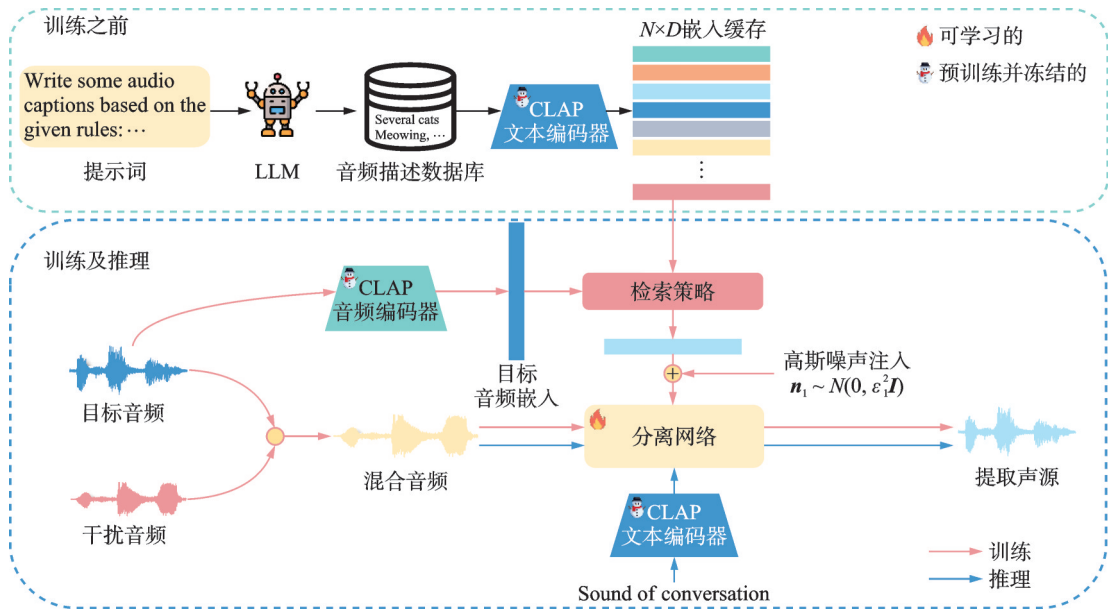 训练之前
N×D嵌入缓存
可学习的
预训练并冻结的
Write some audio
captions based on the
given rules: …
提示词
LLM
Several cats
Meowing, …
音频描述数据库
CLAP
文本编码器
⋮
训练及推理
CLAP
音频编码器
检索策略
目标
音频嵌入
高斯噪声注入
n₁ ~ N(0, ε₁²I)
+
目标音频
干扰音频
混合音频
分离网络
提取声源
CLAP
文本编码器
Sound of conversation
训练
推理